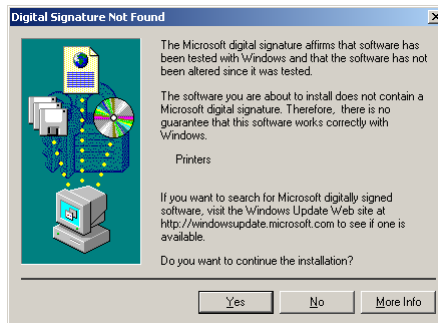 Digital Signature Not Found
The Microsoft digital signature affirms that software has
been tested with Windows and that the software has not
been altered since it was tested.
The software you are about to install does not contain a
Microsoft digital signature. Therefore, there is no
guarantee that this software works correctly with
Windows.
Printers
If you want to search for Microsoft digitally signed
software, visit the Windows Update Web site at
http://windowsupdate.microsoft.com to see if one is
available.
Do you want to continue the installation?
Yes No More Info